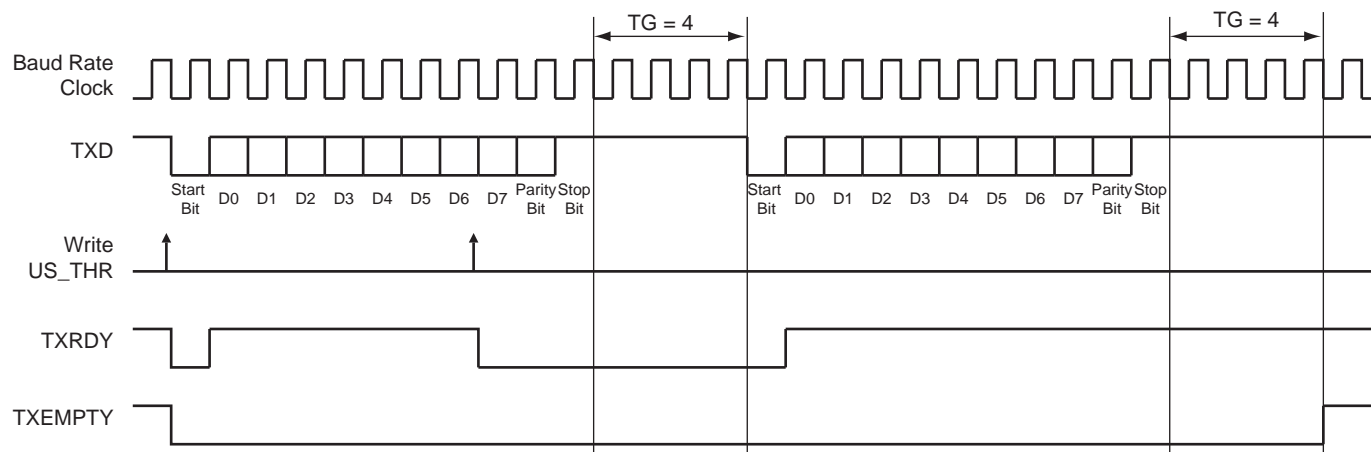 TG = 4
TG = 4
Baud Rate
Clock
TXD
Start
Bit
D0
D1
D2
D3
D4
D5
D6
D7
Parity
Bit
Stop
Bit
Start
Bit
D0
D1
D2
D3
D4
D5
D6
D7
Parity
Bit
Stop
Bit
Write
US_THR
TXRDY
TXEMPTY